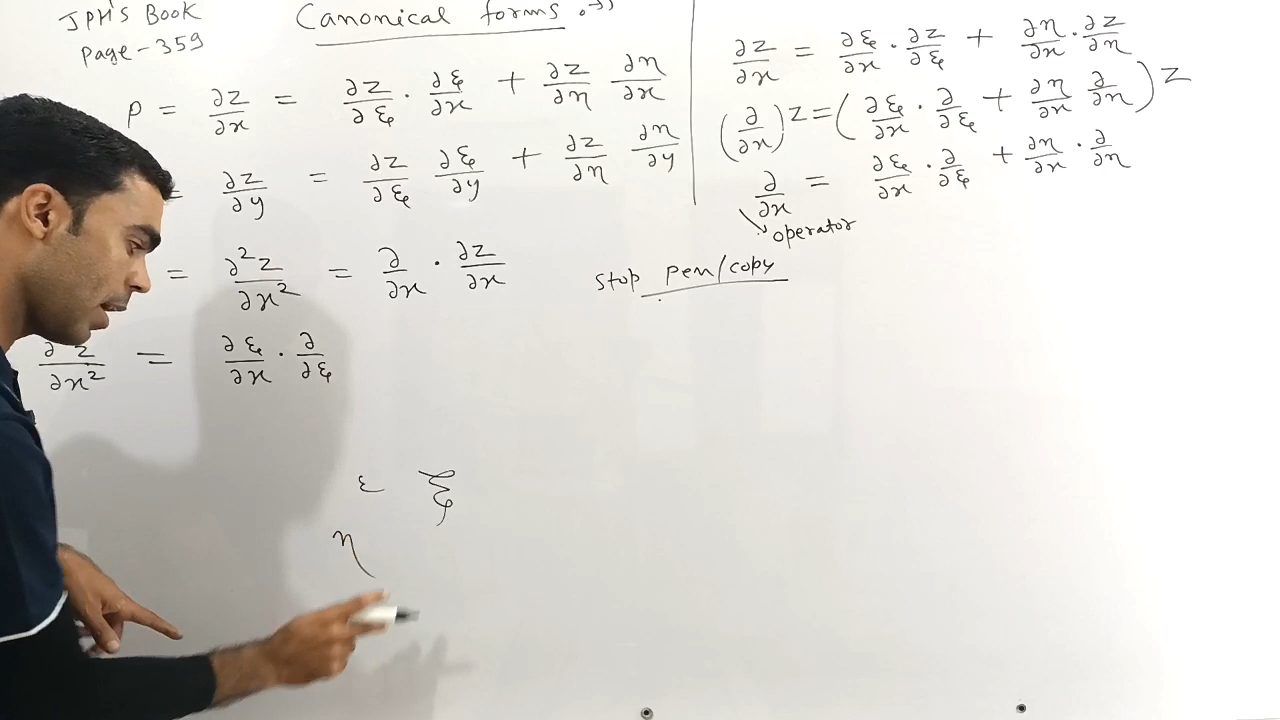 JPH'S BOOK
Page-359
Canonical forms :→
P = ∂z/∂x = ∂z/∂ξ · ∂ξ/∂x + ∂z/∂η ∂η/∂x
= ∂z/∂y = ∂z/∂ξ ∂ξ/∂y + ∂z/∂η ∂η/∂y
= ∂²z/∂x² = ∂/∂x · ∂z/∂x
∂²z/∂x² = ∂ξ/∂x · ∂/∂ξ
ε ξ
η
∂z/∂x = ∂ξ/∂x · ∂z/∂ξ + ∂η/∂x · ∂z/∂η
(∂/∂x) z = (∂ξ/∂x · ∂/∂ξ + ∂η/∂x ∂/∂η) z
∂/∂x = ∂ξ/∂x · ∂/∂ξ + ∂η/∂x · ∂/∂η
operator
stop pen/copy